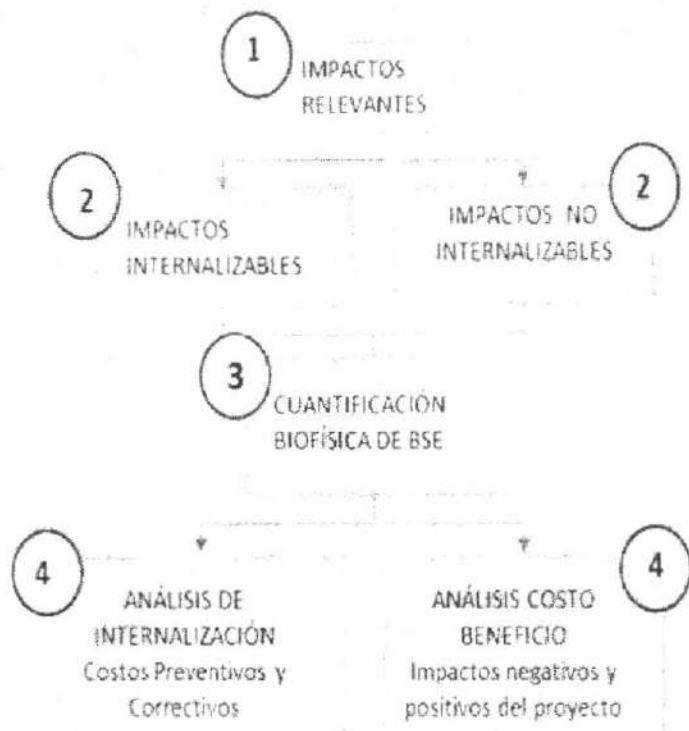 1
IMPACTOS
RELEVANTES
2
IMPACTOS
INTERNALIZABLES
IMPACTOS NO
INTERNALIZABLES
2
3
CUANTIFICACIÓN
BIOFÍSICA DE BSE
4
ANÁLISIS DE
INTERNALIZACIÓN
Costos Preventivos y
Correctivos
4
ANÁLISIS COSTO
BENEFICIO
Impactos negativos y
positivos del proyecto